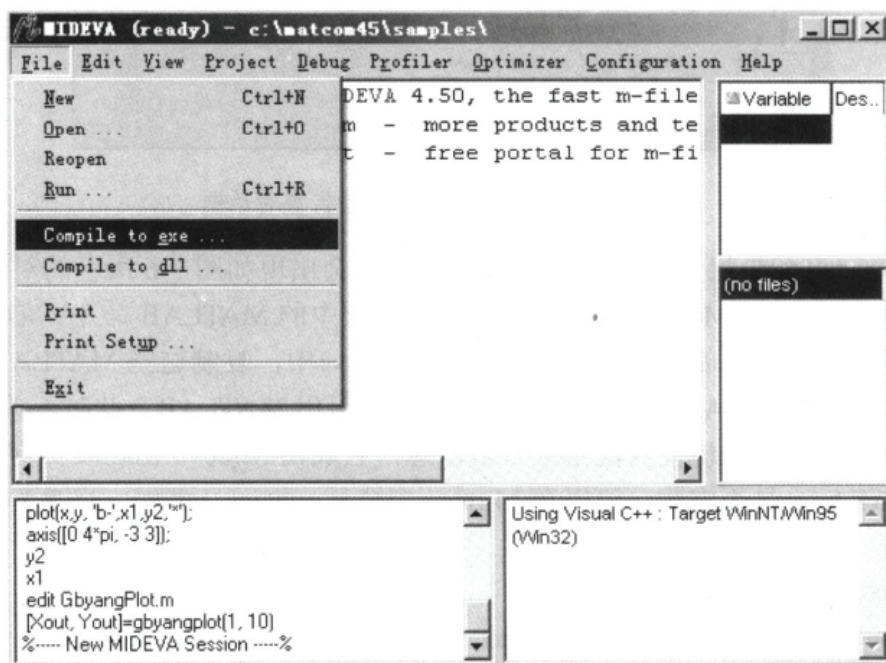 MIDEVA (ready) - c:\matcom45\samples\
File Edit View Project Debug Profiler Optimizer Configuration Help
New Ctrl+N
Open ... Ctrl+O
Reopen
Run ... Ctrl+R
Compile to exe ...
Compile to dll ...
Print
Print Setup ...
Exit
DEVA 4.50, the fast m-file
m - more products and te
t - free portal for m-fi
Variable Des..
(no files)
plot(x,y, 'b-',x1,y2,'*');
axis([0 4*pi, -3 3]);
y2
x1
edit GbyangPlot.m
[Xout, Yout]=gbyangplot(1, 10)
%----- New MIDEVA Session -----%
Using Visual C++ : Target WinNT/Win95
(Win32)